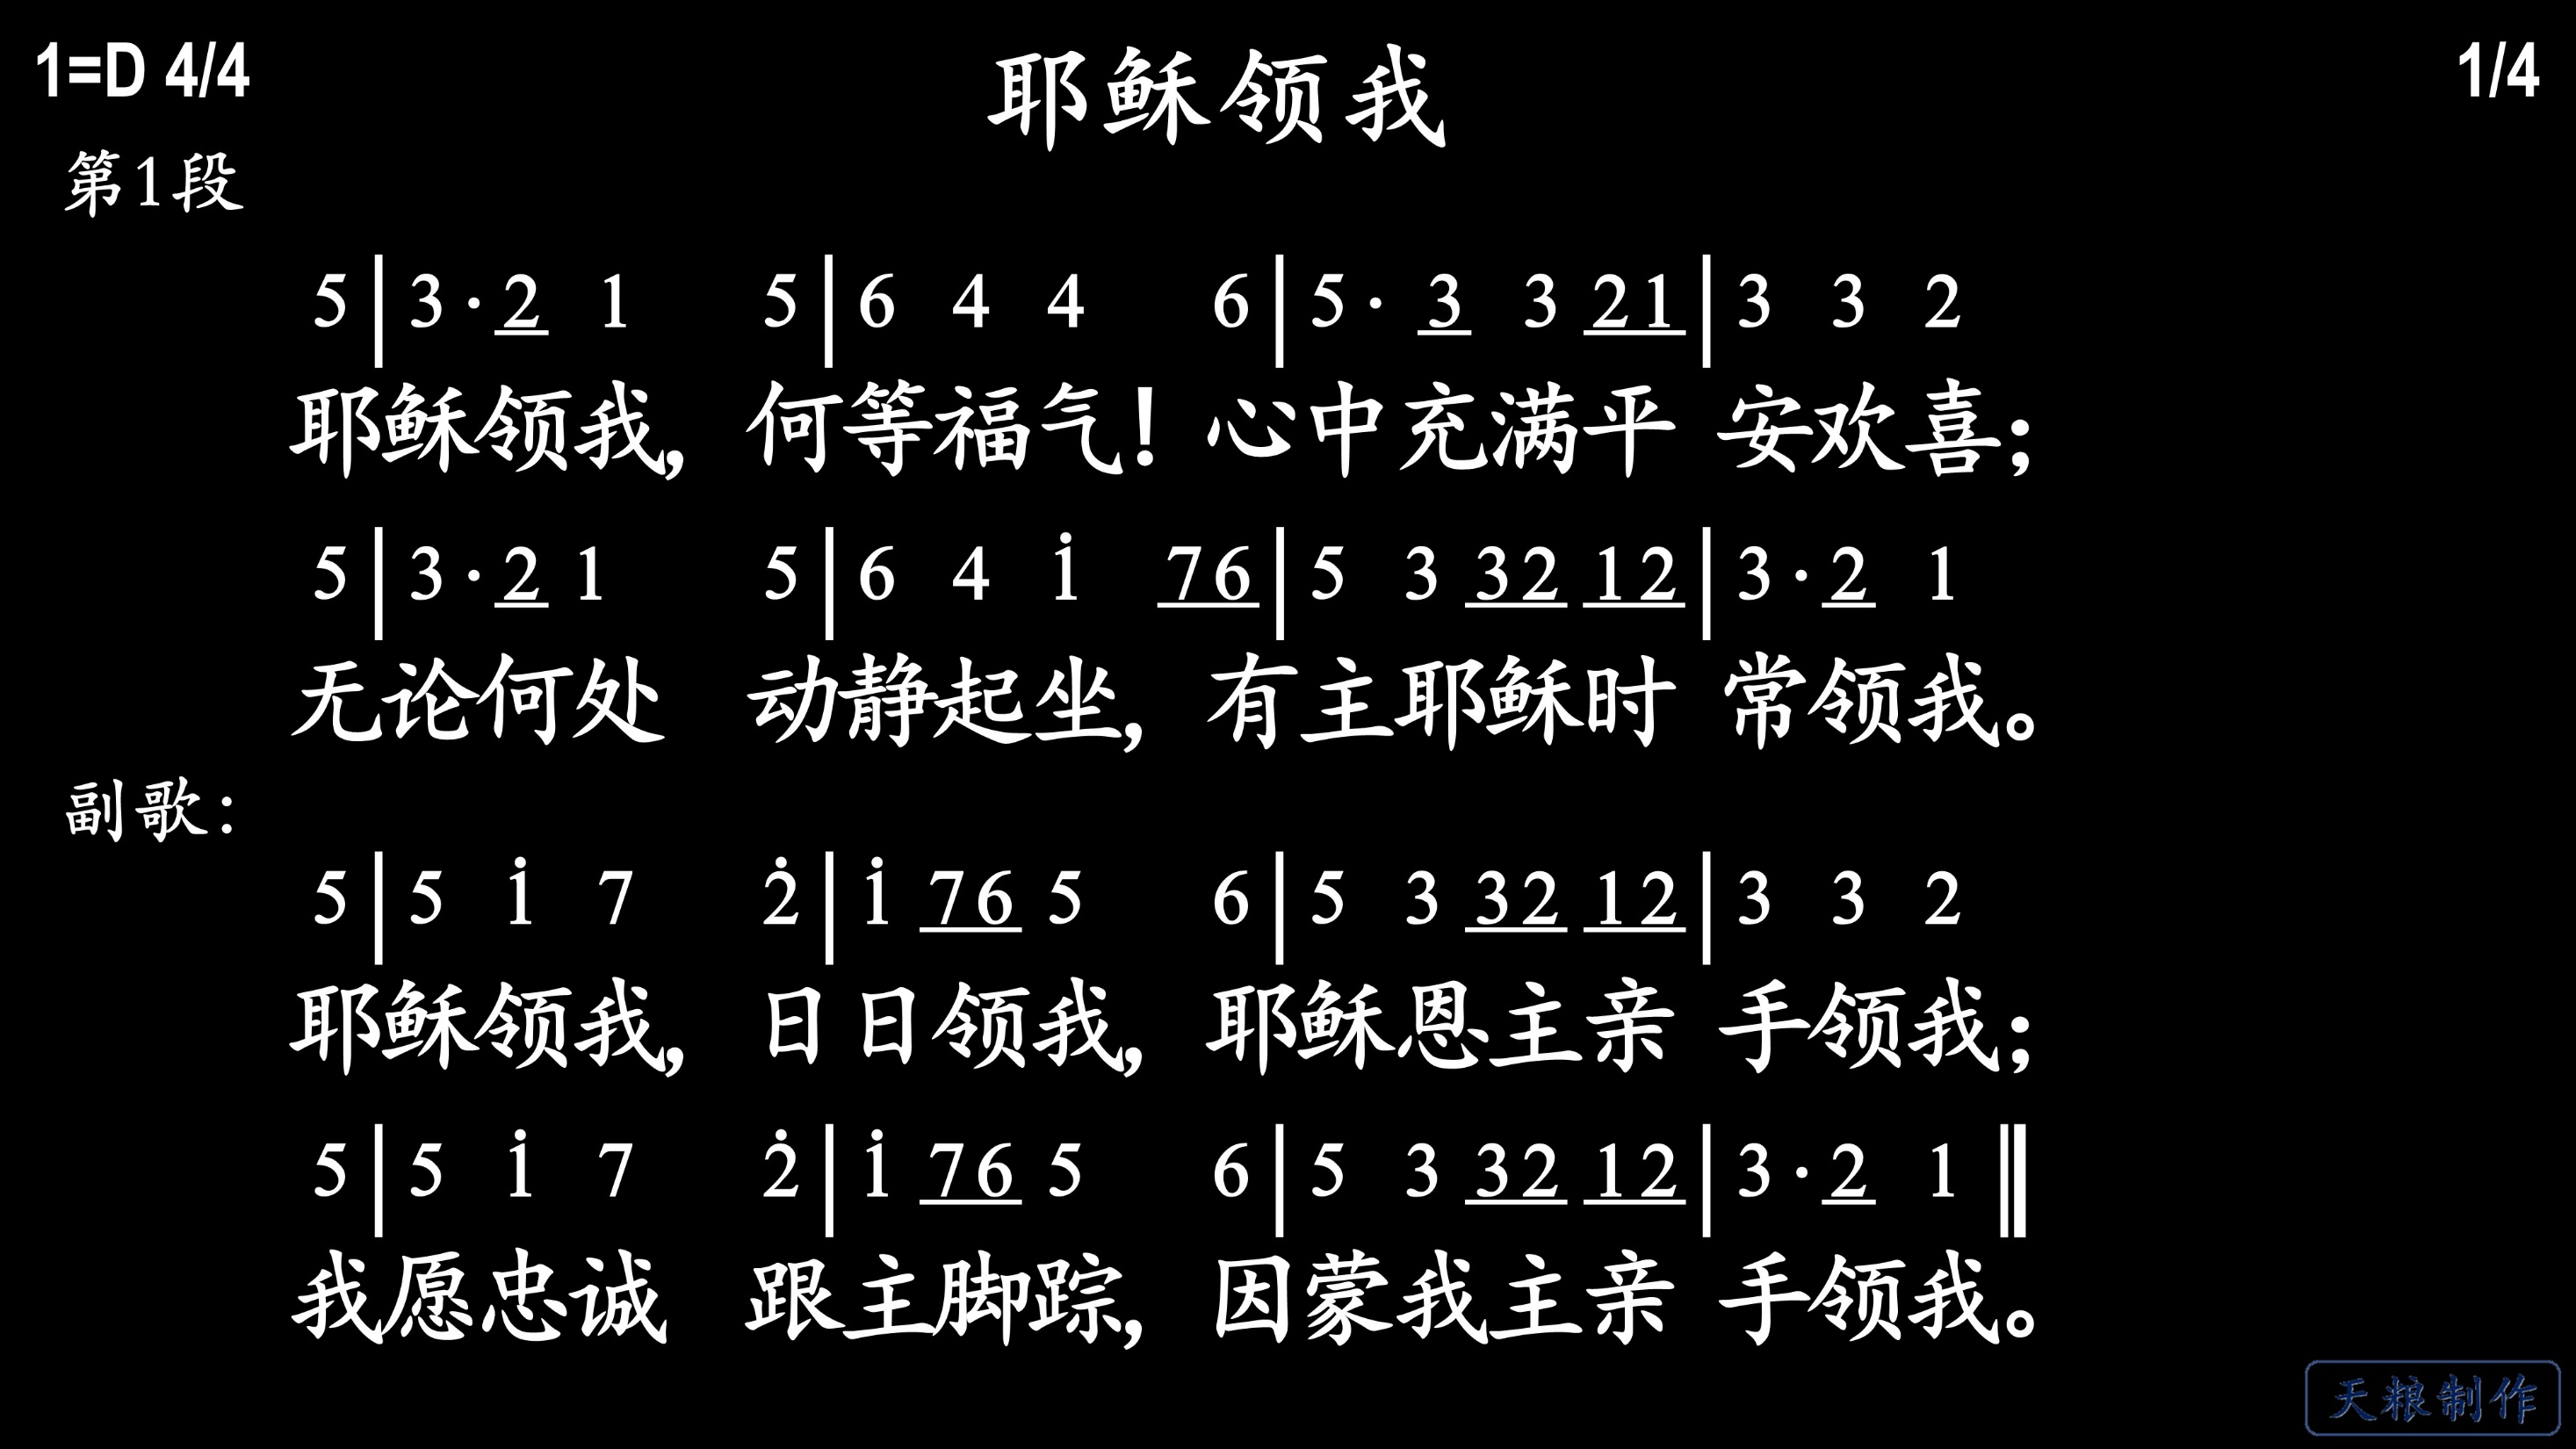 1=D 4/4 耶稣领我 1/4
第1段
5|3·2 1 5|6 4 4 6|5· 3 3 21|3 3 2
耶稣领我, 何等福气! 心中充满平 安欢喜;
5|3·2 1 5|6 4 i 76|5 3 32 12|3·2 1
无论何处 动静起坐, 有主耶稣时 常领我。
副歌:
5|5 i 7 2̇|i 76 5 6|5 3 32 12|3 3 2
耶稣领我, 日日领我, 耶稣恩主亲 手领我;
5|5 i 7 2̇|i 76 5 6|5 3 32 12|3·2 1‖
我愿忠诚 跟主脚踪, 因蒙我主亲 手领我。
天粮制作